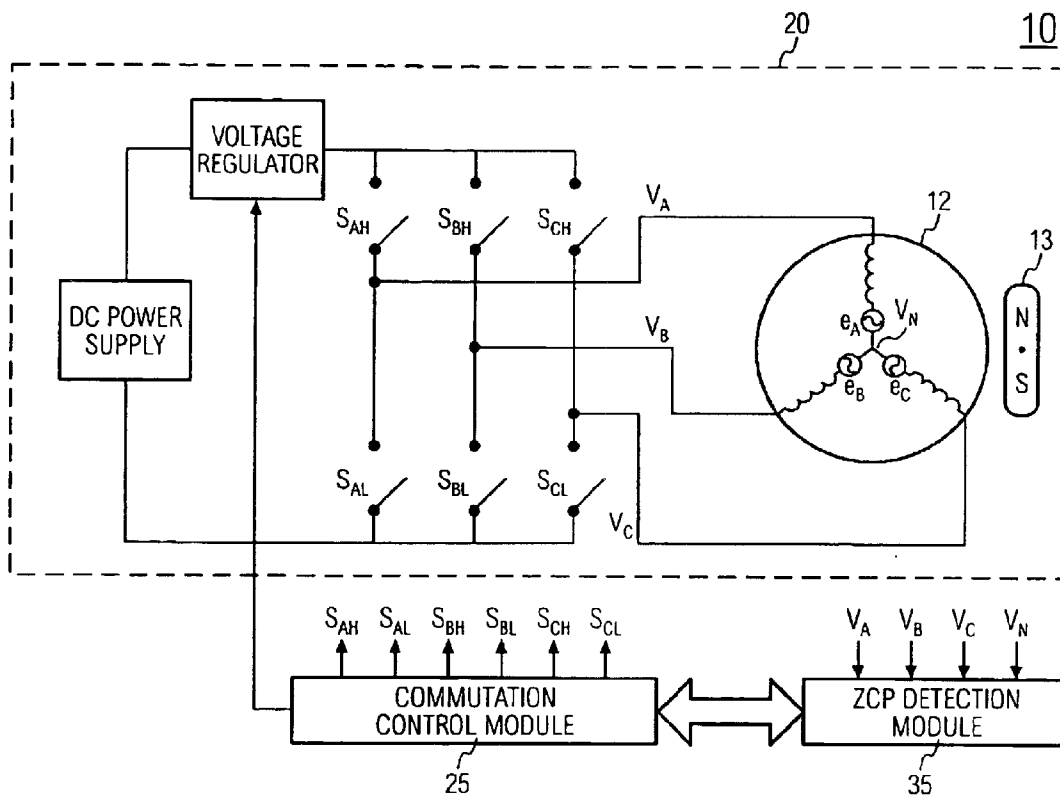 20
10
VOLTAGE
REGULATOR
DC POWER
SUPPLY
S_AH
S_BH
S_CH
V_A
V_B
12
13
e_A
V_N
e_B
e_C
N
S
S_AL
S_BL
S_CL
V_C
S_AH S_AL S_BH S_BL S_CH S_CL
V_A V_B V_C V_N
COMMUTATION
CONTROL MODULE
ZCP DETECTION
MODULE
25
35